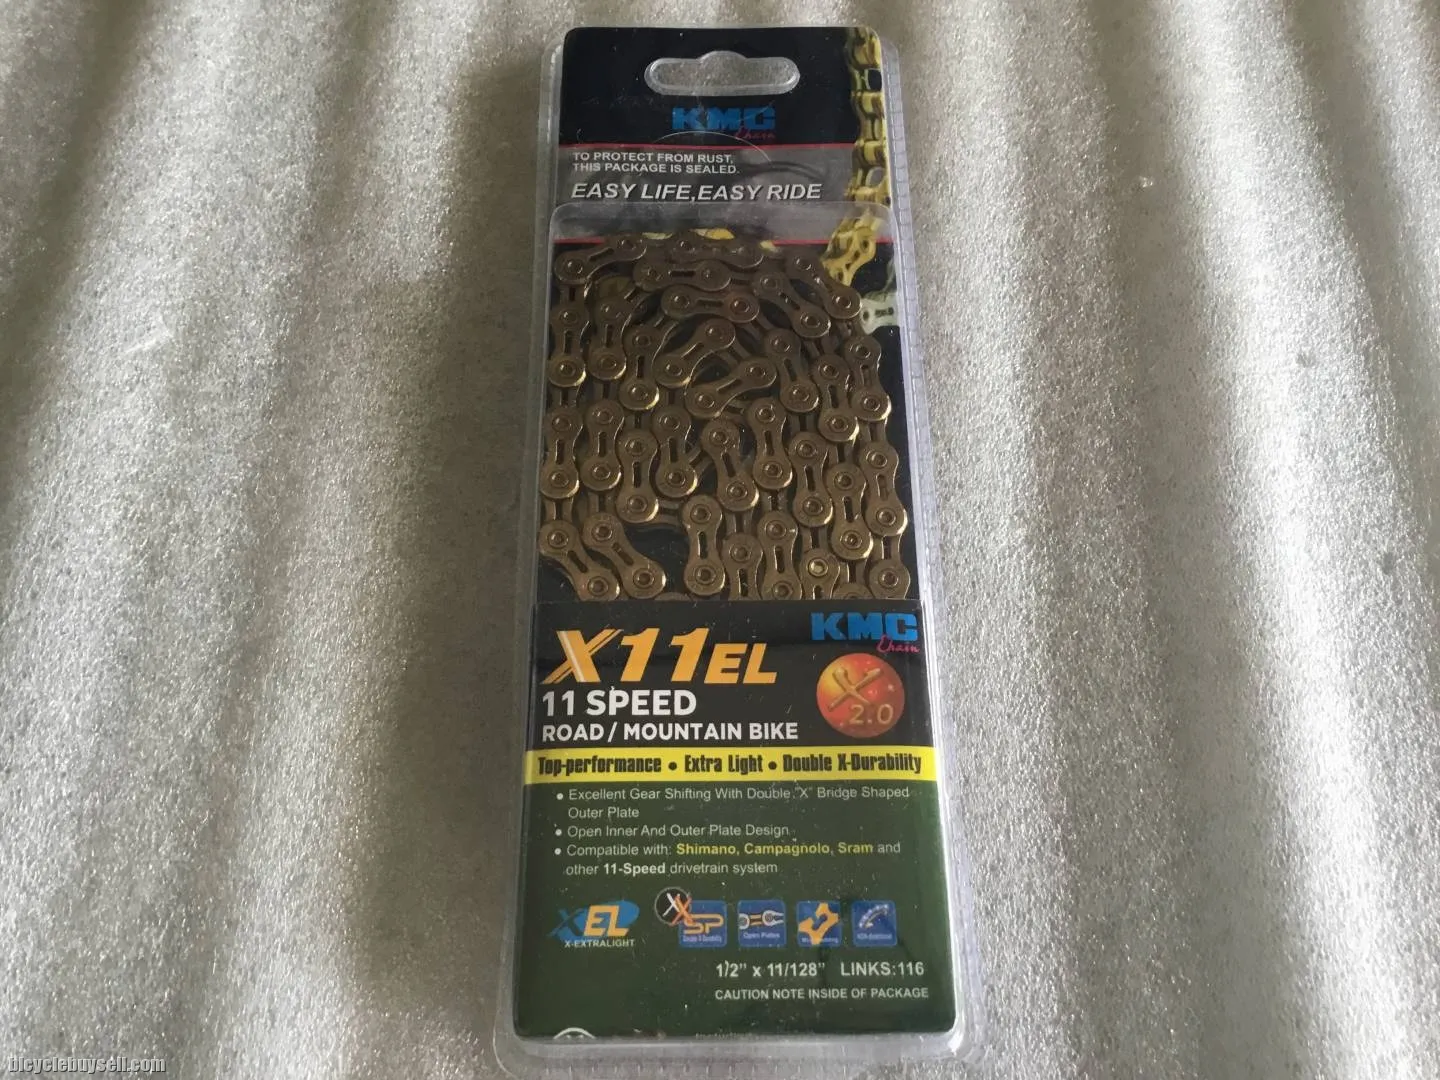 KMC
Chain
TO PROTECT FROM RUST,
THIS PACKAGE IS SEALED.
EASY LIFE,EASY RIDE
KMC
Chain
X11EL
11 SPEED
ROAD / MOUNTAIN BIKE
X
2.0
Top-performance • Extra Light • Double X-Durability
• Excellent Gear Shifting With Double "X" Bridge Shaped
Outer Plate
• Open Inner And Outer Plate Design
• Compatible with: Shimano, Campagnolo, Sram and
other 11-Speed drivetrain system
XEL
X-EXTRALIGHT
XX
SP
Double X-Durability
Open Plates
1/2" x 11/128" LINKS:116
CAUTION NOTE INSIDE OF PACKAGE
bicyclebuysell.com